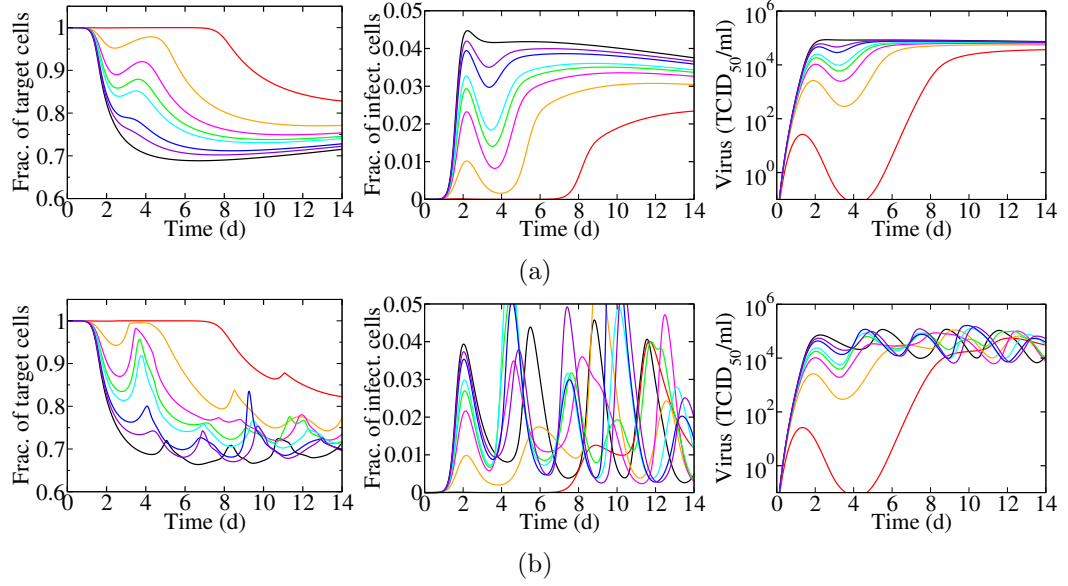 Frac. of target cells
1
0.9
0.8
0.7
0.6
0 2 4 6 8 10 12 14
Time (d)
Frac. of infect. cells
0.05
0.04
0.03
0.02
0.01
0
0 2 4 6 8 10 12 14
Time (d)
Virus (TCID50/ml)
10^6
10^4
10^2
10^0
0 2 4 6 8 10 12 14
Time (d)
(a)
Frac. of target cells
1
0.9
0.8
0.7
0.6
0 2 4 6 8 10 12 14
Time (d)
Frac. of infect. cells
0.05
0.04
0.03
0.02
0.01
0
0 2 4 6 8 10 12 14
Time (d)
Virus (TCID50/ml)
10^6
10^4
10^2
10^0
0 2 4 6 8 10 12 14
Time (d)
(b)